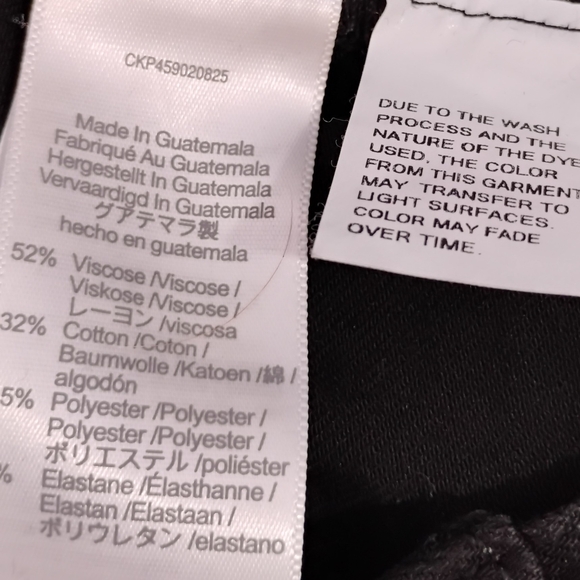 CKP459020825
Made In Guatemala
Fabriqué Au Guatemala
Hergestellt In Guatemala
Vervaardigd In Guatemala
グアテマラ製
hecho en guatemala
52% Viscose /Viscose /
Viskose /Viscose /
レーヨン /viscosa
32% Cotton /Coton /
Baumwolle /Katoen /綿 /
algodón
5% Polyester /Polyester /
Polyester /Polyester /
ポリエステル /poliéster
% Elastane /Élasthanne /
Elastan /Elastaan /
ポリウレタン /elastano
DUE TO THE WASH
PROCESS AND THE
NATURE OF THE DYE
USED, THE COLOR
FROM THIS GARMENT
MAY TRANSFER TO
LIGHT SURFACES.
COLOR MAY FADE
OVER TIME.